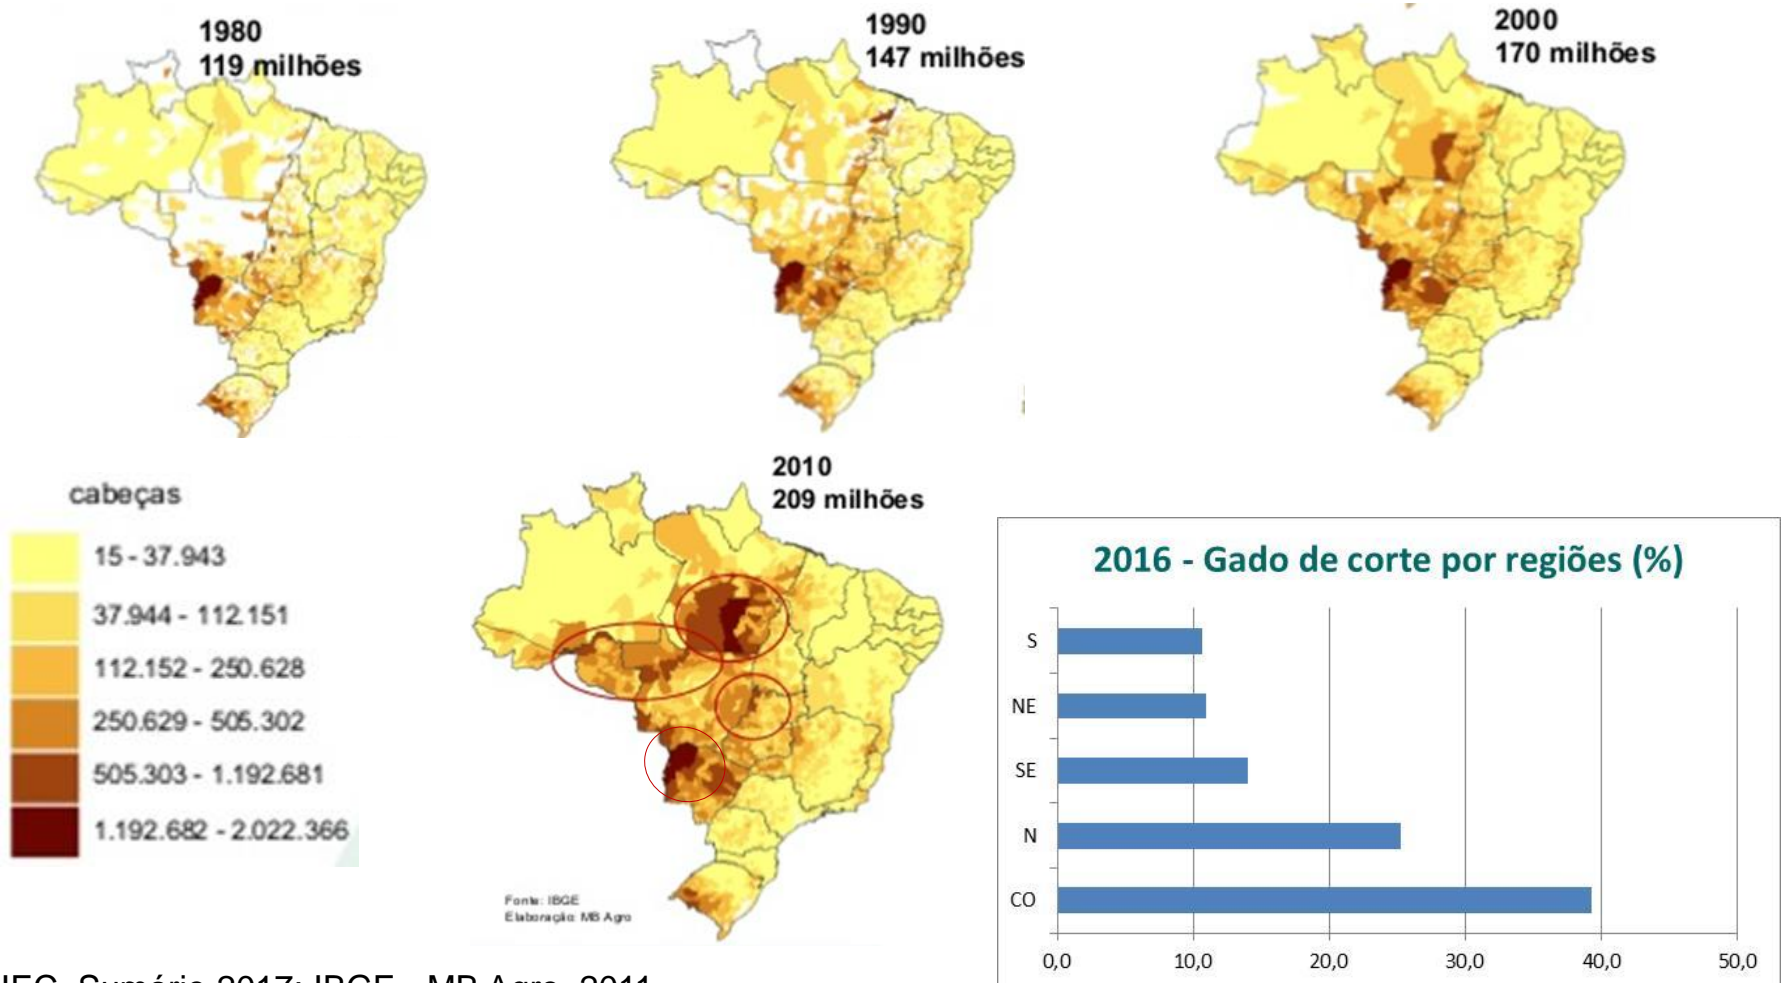 1980
119 milhões
1990
147 milhões
2000
170 milhões
2010
209 milhões
cabeças
15 - 37.943
37.944 - 112.151
112.152 - 250.628
250.629 - 505.302
505.303 - 1.192.681
1.192.682 - 2.022.366
Fonte: IBGE
Elaboração: MB Agro
2016 - Gado de corte por regiões (%)
S
NE
SE
N
CO
0,0 10,0 20,0 30,0 40,0 50,0
Sumário 2017; IBGE - MB Agro, 2011